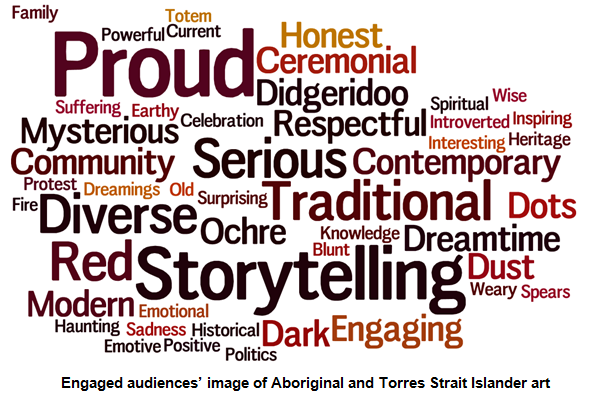 Family
Totem
Powerful Current
Honest
Proud
Ceremonial
Didgeridoo
Suffering Earthy
Spiritual Wise
Mysterious
Celebration
Respectful
Introverted Inspiring
Community
Serious
Interesting Heritage
Contemporary
Protest Dreamings Old
Surprising
Traditional
Dots
Fire
Diverse
Ochre
Knowledge
Dreamtime
Blunt
Red
Storytelling
Dust
Weary Spears
Modern
Emotional
Haunting Sadness Historical
Dark
Engaging
Emotive Positive
Politics
Engaged audiences’ image of Aboriginal and Torres Strait Islander art